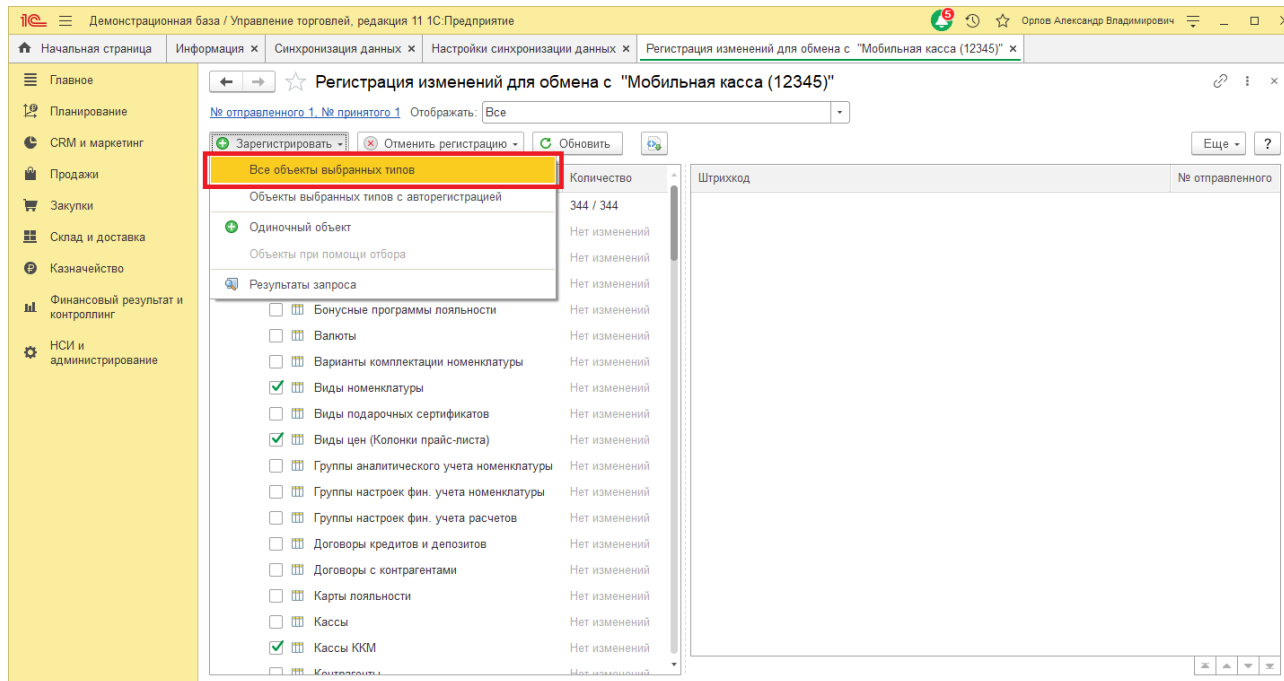 1С Демонстрационная база / Управление торговлей, редакция 11 1С:Предприятие 5 Орлов Александр Владимирович
Начальная страница Информация × Синхронизация данных × Настройки синхронизации данных × Регистрация изменений для обмена с "Мобильная касса (12345)" ×
Главное
Планирование
CRM и маркетинг
Продажи
Закупки
Склад и доставка
Казначейство
Финансовый результат и
контроллинг
НСИ и
администрирование
Регистрация изменений для обмена с "Мобильная касса (12345)"
№ отправленного 1, № принятого 1 Отображать: Все
Зарегистрировать Отменить регистрацию Обновить Еще ?
Все объекты выбранных типов
Объекты выбранных типов с авторегистрацией
Одиночный объект
Объекты при помощи отбора
Результаты запроса
Количество Штрихкод № отправленного
344 / 344
Нет изменений
Нет изменений
Нет изменений
Бонусные программы лояльности Нет изменений
Валюты Нет изменений
Варианты комплектации номенклатуры Нет изменений
Виды номенклатуры Нет изменений
Виды подарочных сертификатов Нет изменений
Виды цен (Колонки прайс-листа) Нет изменений
Группы аналитического учета номенклатуры Нет изменений
Группы настроек фин. учета номенклатуры Нет изменений
Группы настроек фин. учета расчетов Нет изменений
Договоры кредитов и депозитов Нет изменений
Договоры с контрагентами Нет изменений
Карты лояльности Нет изменений
Кассы Нет изменений
Кассы ККМ Нет изменений
Контрагенты Нет изменений